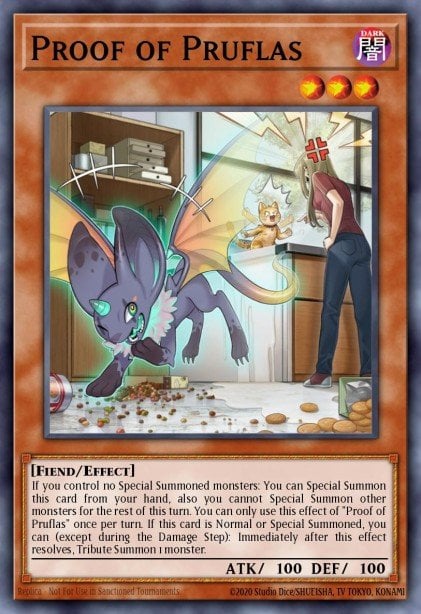 Proof of Pruflas
DARK
闇
[Fiend/Effect]
If you control no Special Summoned monsters: You can Special Summon
this card from your hand, also you cannot Special Summon other
monsters for the rest of this turn. You can only use this effect of "Proof of
Pruflas" once per turn. If this card is Normal or Special Summoned, you
can (except during the Damage Step): Immediately after this effect
resolves, Tribute Summon 1 monster.
ATK/ 100 DEF/ 100
Replica - Not For Use in Sanctioned Tournaments
©2020 Studio Dice/SHUEISHA, TV TOKYO, KONAMI